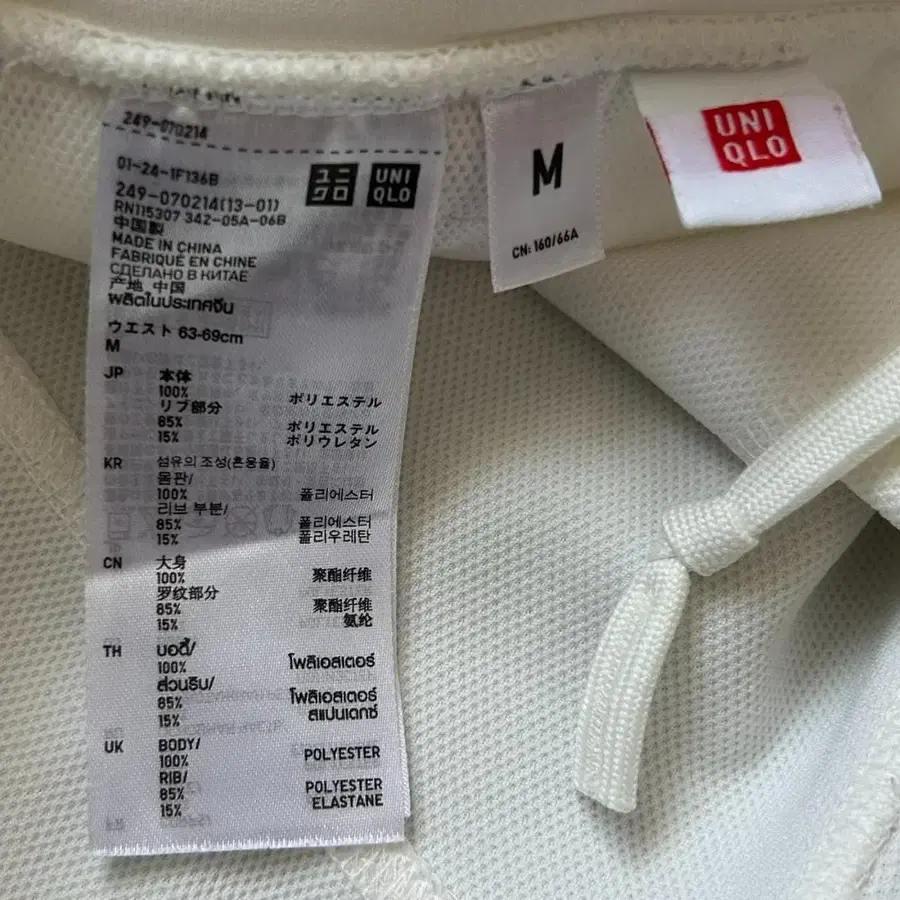 249-070214
01-24-1F136B
249-070214(13-01)
RN115307 342-05A-06B
中国製
MADE IN CHINA
FABRIQUÉ EN CHINE
СДЕЛАНО В КИТАЕ
产地 中国
ผลิตในประเทศจีน
ウエスト 63-69cm
M
ユニ
クロ
UNI
QLO
JP 本体
100% ポリエステル
リブ部分
85% ポリエステル
15% ポリウレタン
KR 섬유의 조성(혼용율)
몸판/
100% 폴리에스터
리브 부분/
85% 폴리에스터
15% 폴리우레탄
CN 大身
100% 聚酯纤维
罗纹部分
85% 聚酯纤维
15% 氨纶
TH บอดี้/
100% โพลีเอสเตอร์
ส่วนริบ/
85% โพลีเอสเตอร์
15% สแปนเดกซ์
UK BODY/
100% POLYESTER
RIB/
85% POLYESTER
15% ELASTANE
M
CN: 160/66A
UNI
QLO